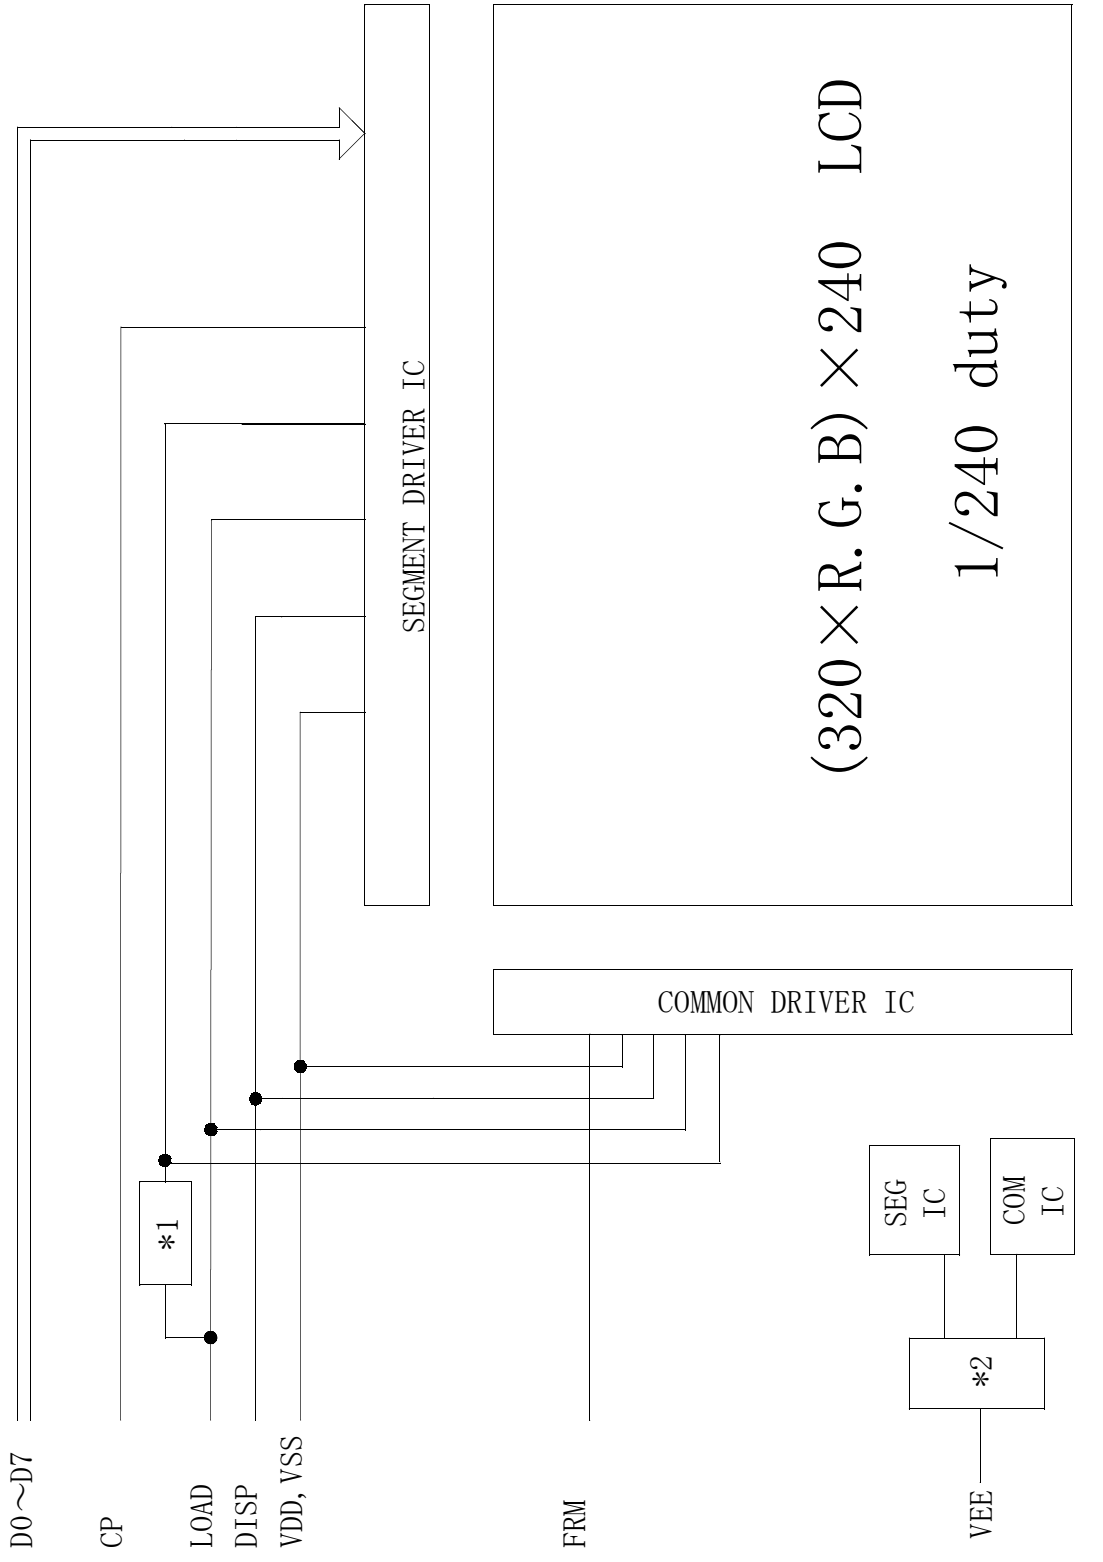 D0～D7
CP
LOAD
DISP
VDD,VSS
FRM
VEE
*1
*2
SEG
IC
COM
IC
SEGMENT DRIVER IC
COMMON DRIVER IC
(320×R.G.B)×240 LCD
1/240 duty